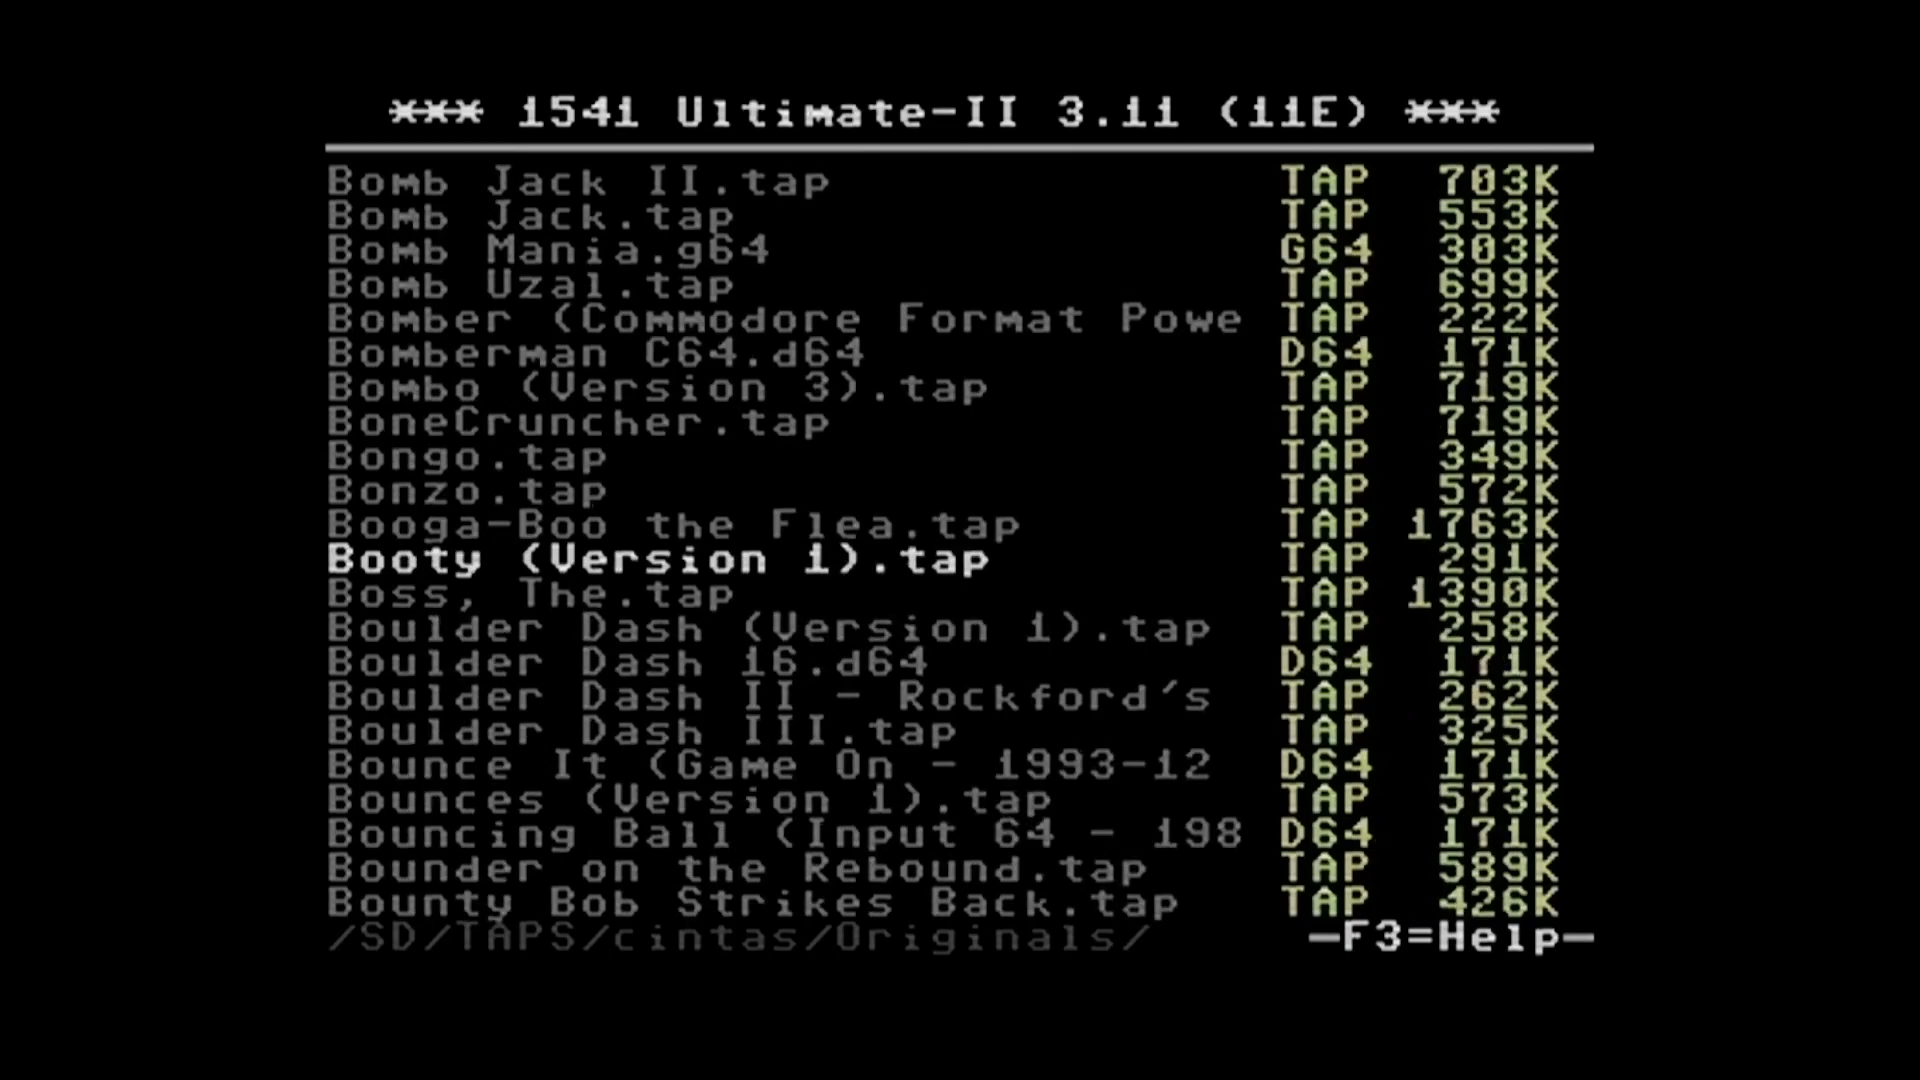 *** 1541 Ultimate-II 3.11 (11E) ***
Bomb Jack II.tap TAP 703K
Bomb Jack.tap TAP 553K
Bomb Mania.g64 G64 303K
Bomb Uzal.tap TAP 699K
Bomber (Commodore Format Powe TAP 222K
Bomberman C64.d64 D64 171K
Bombo (Version 3).tap TAP 719K
BoneCruncher.tap TAP 719K
Bongo.tap TAP 349K
Bonzo.tap TAP 572K
Booga-Boo the Flea.tap TAP 1763K
Booty (Version 1).tap TAP 291K
Boss, The.tap TAP 1390K
Boulder Dash (Version 1).tap TAP 258K
Boulder Dash 16.d64 D64 171K
Boulder Dash II - Rockford's TAP 262K
Boulder Dash III.tap TAP 325K
Bounce It (Game On - 1993-12 D64 171K
Bounces (Version 1).tap TAP 573K
Bouncing Ball (Input 64 - 198 D64 171K
Bounder on the Rebound.tap TAP 589K
Bounty Bob Strikes Back.tap TAP 426K
/SD/TAPS/cintas/Originals/ —F3=Help—